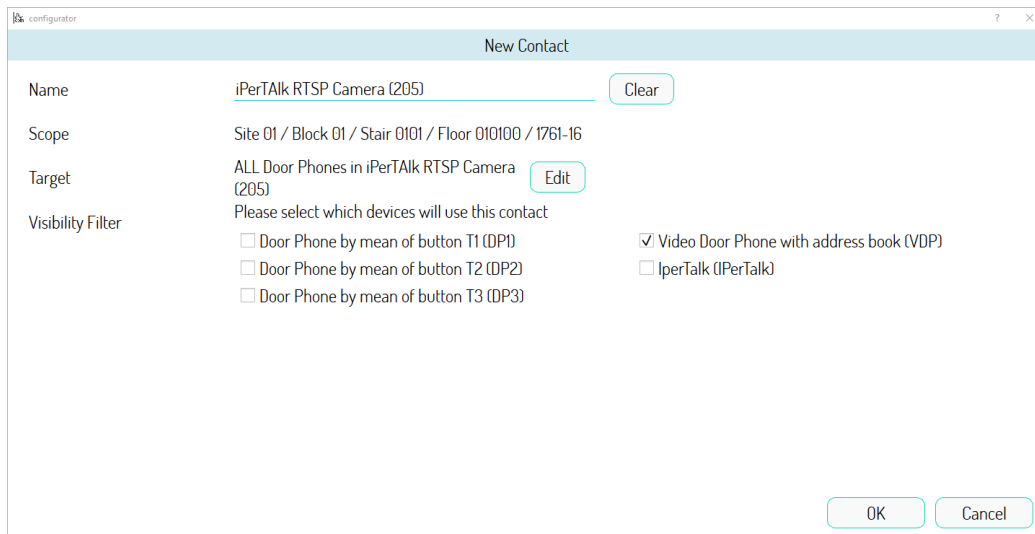 configurator
?
New Contact
Name
iPerTAlk RTSP Camera (205)
Clear
Scope
Site 01 / Block 01 / Stair 0101 / Floor 010100 / 1761-16
Target
ALL Door Phones in iPerTAlk RTSP Camera
(205)
Edit
Visibility Filter
Please select which devices will use this contact
Door Phone by mean of button T1 (DP1)
Video Door Phone with address book (VDP)
Door Phone by mean of button T2 (DP2)
IperTalk (IPerTalk)
Door Phone by mean of button T3 (DP3)
OK
Cancel